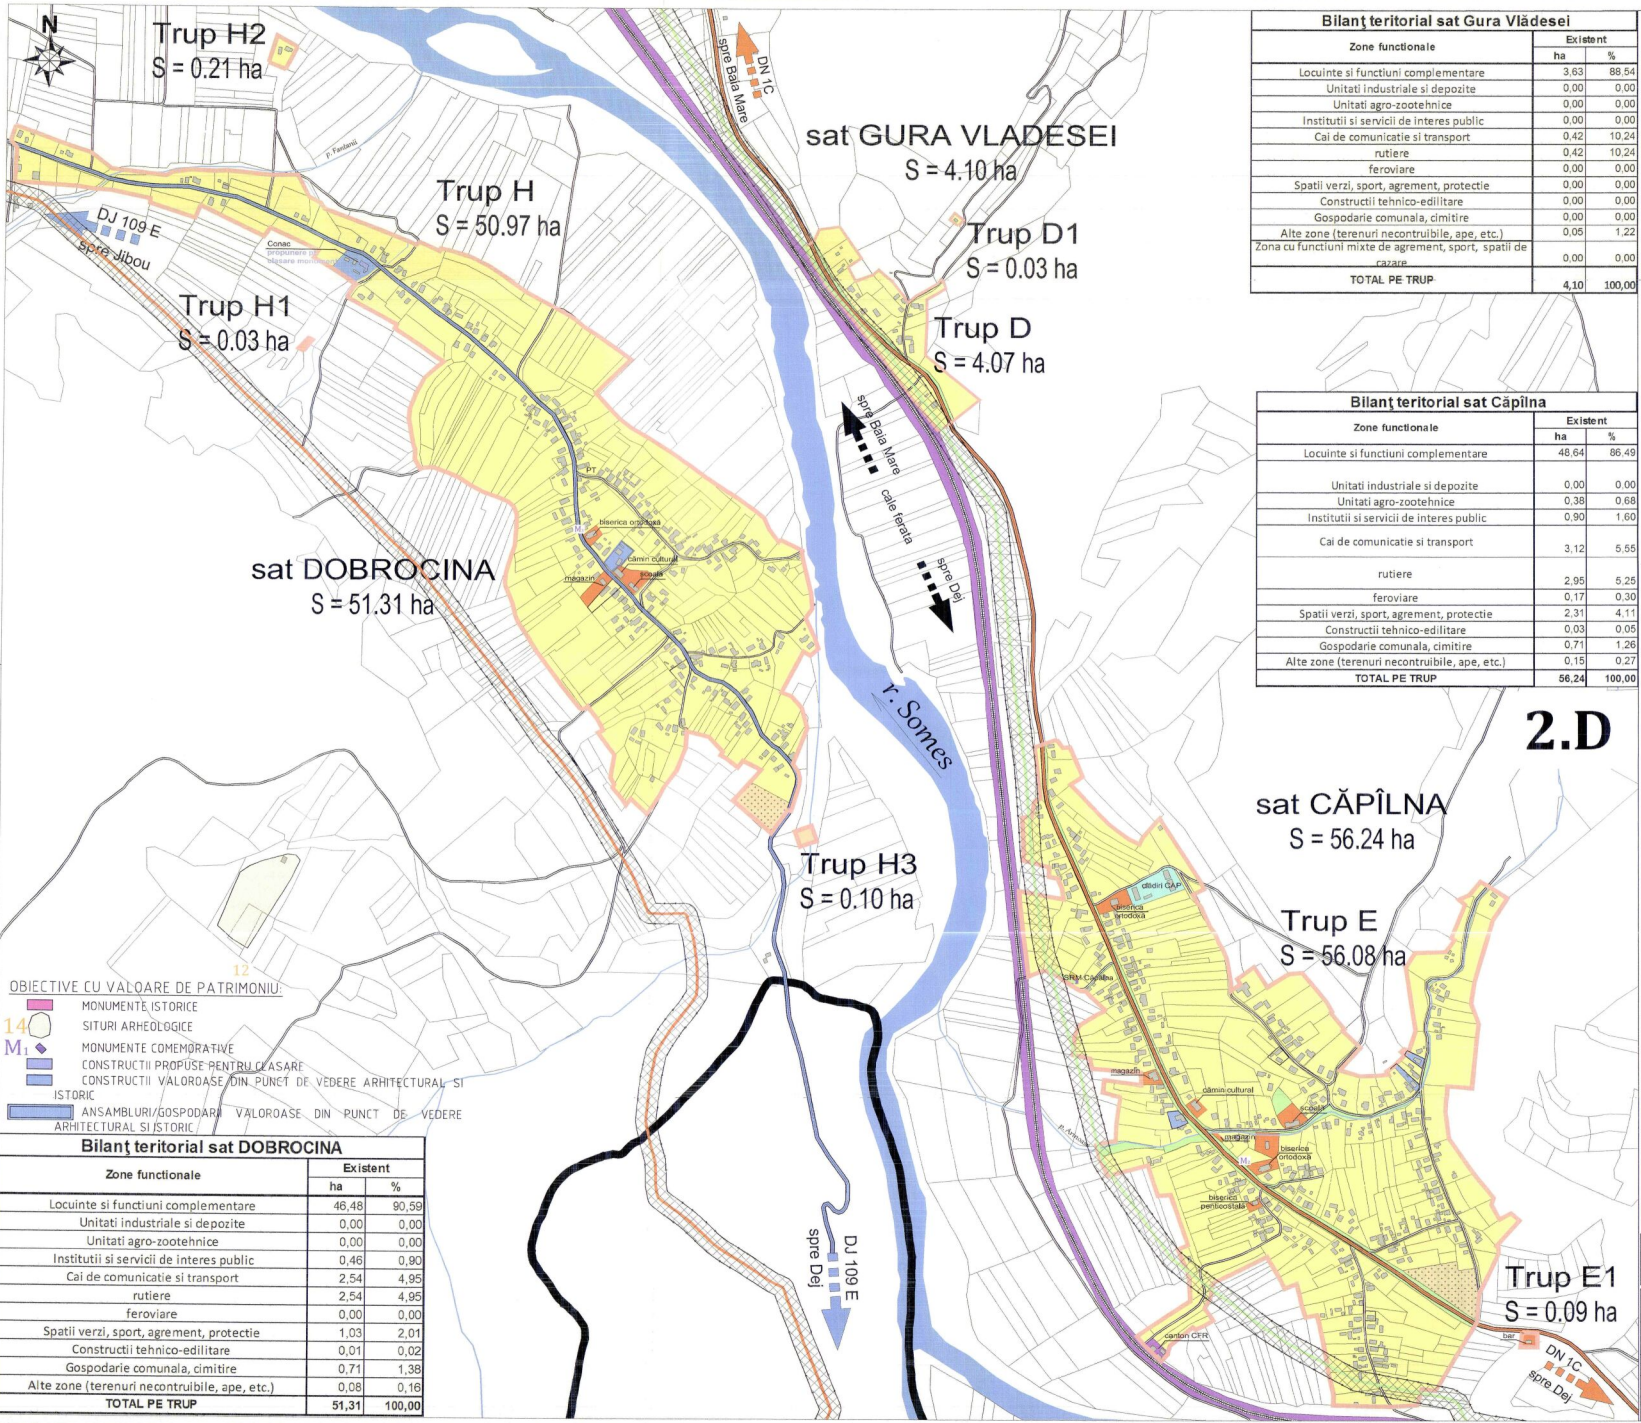 N
Trup H2
S = 0.21 ha
DN 1C
spre Baia Mare
p. Fantanii
sat GURA VLADESEI
S = 4.10 ha
Trup H
S = 50.97 ha
Trup D1
S = 0.03 ha
DJ 109 E
spre Jibou
Conac
propunere
clasare
Trup H1
S = 0.03 ha
Trup D
S = 4.07 ha
spre Baia Mare
cale ferata
spre Dej
PT
M
biserica ortodoxă
cămin cultural
magazin
scoala
sat DOBROCINA
S = 51.31 ha
r. Somes
Trup H3
S = 0.10 ha
Bilanţ teritorial sat Gura Vlădesei
Zone functionale Existent
ha %
Locuinte si functiuni complementare 3,63 88,54
Unitati industriale si depozite 0,00 0,00
Unitati agro-zootehnice 0,00 0,00
Institutii si servicii de interes public 0,00 0,00
Cai de comunicatie si transport 0,42 10,24
rutiere 0,42 10,24
feroviare 0,00 0,00
Spatii verzi, sport, agrement, protectie 0,00 0,00
Constructii tehnico-edilitare 0,00 0,00
Gospodarie comunala, cimitire 0,00 0,00
Alte zone (terenuri necontruibile, ape, etc.) 0,05 1,22
Zona cu functiuni mixte de agrement, sport, spatii de
cazare 0,00 0,00
TOTAL PE TRUP 4,10 100,00
Bilanţ teritorial sat Căpîlna
Zone functionale Existent
ha %
Locuinte si functiuni complementare 48,64 86,49
Unitati industriale si depozite 0,00 0,00
Unitati agro-zootehnice 0,38 0,68
Institutii si servicii de interes public 0,90 1,60
Cai de comunicatie si transport 3,12 5,55
rutiere 2,95 5,25
feroviare 0,17 0,30
Spatii verzi, sport, agrement, protectie 2,31 4,11
Constructii tehnico-edilitare 0,03 0,05
Gospodarie comunala, cimitire 0,71 1,26
Alte zone (terenuri necontruibile, ape, etc.) 0,15 0,27
TOTAL PE TRUP 56,24 100,00
2.D
sat CĂPÎLNA
S = 56.24 ha
clădiri CAP
biserica
ortodoxă
Trup E
S = 56.08 ha
magazin
cămin cultural
scoala
magazin
biserica
ortodoxă
M
biserica
penticostală
canton CFR
Trup E1
S = 0.09 ha
bar
DN 1C
spre Dej
DJ 109 E
spre Dej
12
OBIECTIVE CU VALOARE DE PATRIMONIU:
MONUMENTE ISTORICE
14 SITURI ARHEOLOGICE
M1 MONUMENTE COMEMORATIVE
CONSTRUCTII PROPUSE PENTRU CLASARE
CONSTRUCTII VALOROASE DIN PUNCT DE VEDERE ARHITECTURAL SI
ISTORIC
ANSAMBLURI/GOSPODARII VALOROASE DIN PUNCT DE VEDERE
ARHITECTURAL SI ISTORIC
Bilanţ teritorial sat DOBROCINA
Zone functionale Existent
ha %
Locuinte si functiuni complementare 46,48 90,59
Unitati industriale si depozite 0,00 0,00
Unitati agro-zootehnice 0,00 0,00
Institutii si servicii de interes public 0,46 0,90
Cai de comunicatie si transport 2,54 4,95
rutiere 2,54 4,95
feroviare 0,00 0,00
Spatii verzi, sport, agrement, protectie 1,03 2,01
Constructii tehnico-edilitare 0,01 0,02
Gospodarie comunala, cimitire 0,71 1,38
Alte zone (terenuri necontruibile, ape, etc.) 0,08 0,16
TOTAL PE TRUP 51,31 100,00